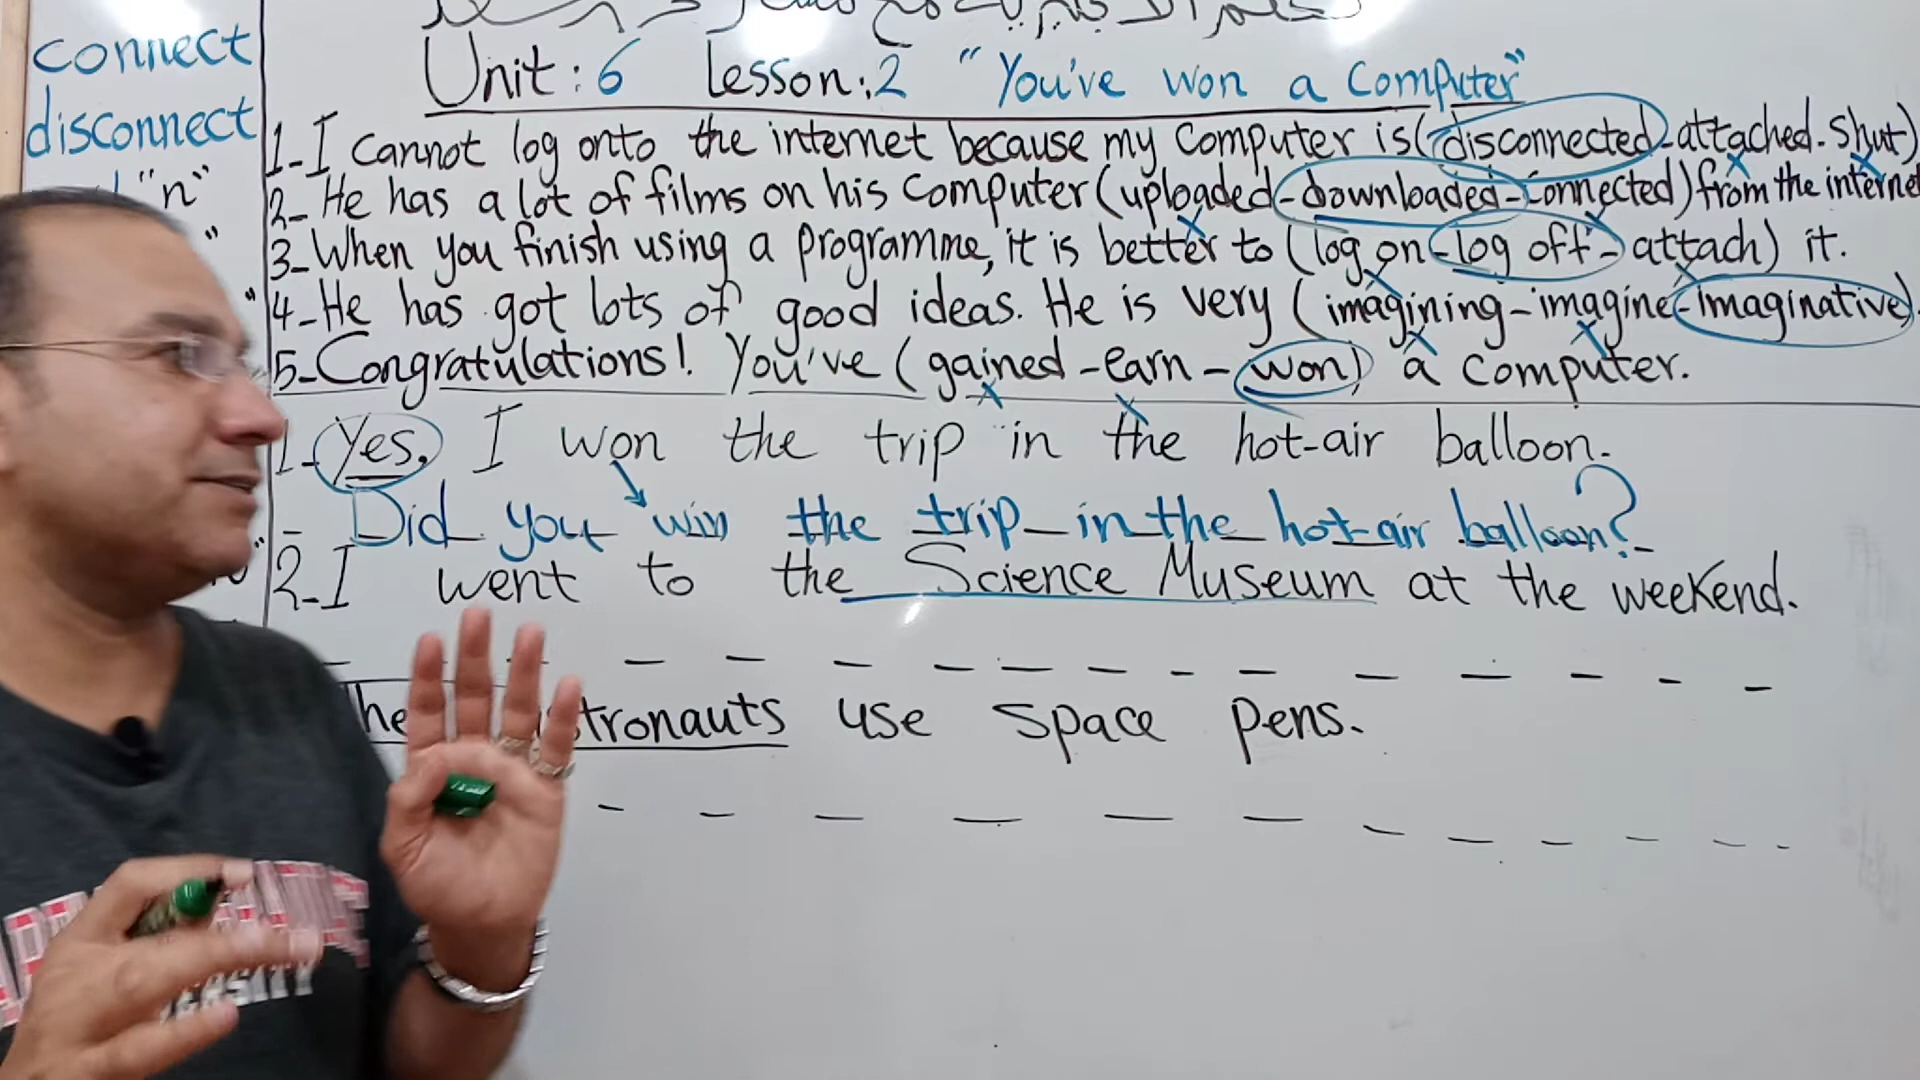 connect
disconnect
"n"
Unit: 6 Lesson: 2 "You've won a Computer"
1-I cannot log onto the internet because my computer is (disconnected-attached-shut)
2-He has a lot of films on his computer (uploaded-downloaded-connected) from the internet
3-When you finish using a programme, it is better to (log on-log off-attach) it.
4-He has got lots of good ideas. He is very (imagining-imagine-imaginative).
5-Congratulations! You've (gained-earn-won) a computer.
1-Yes, I won the trip in the hot-air balloon.
- Did you win the trip in the hot-air balloon?
2-I went to the Science Museum at the weekend.
use space pens.